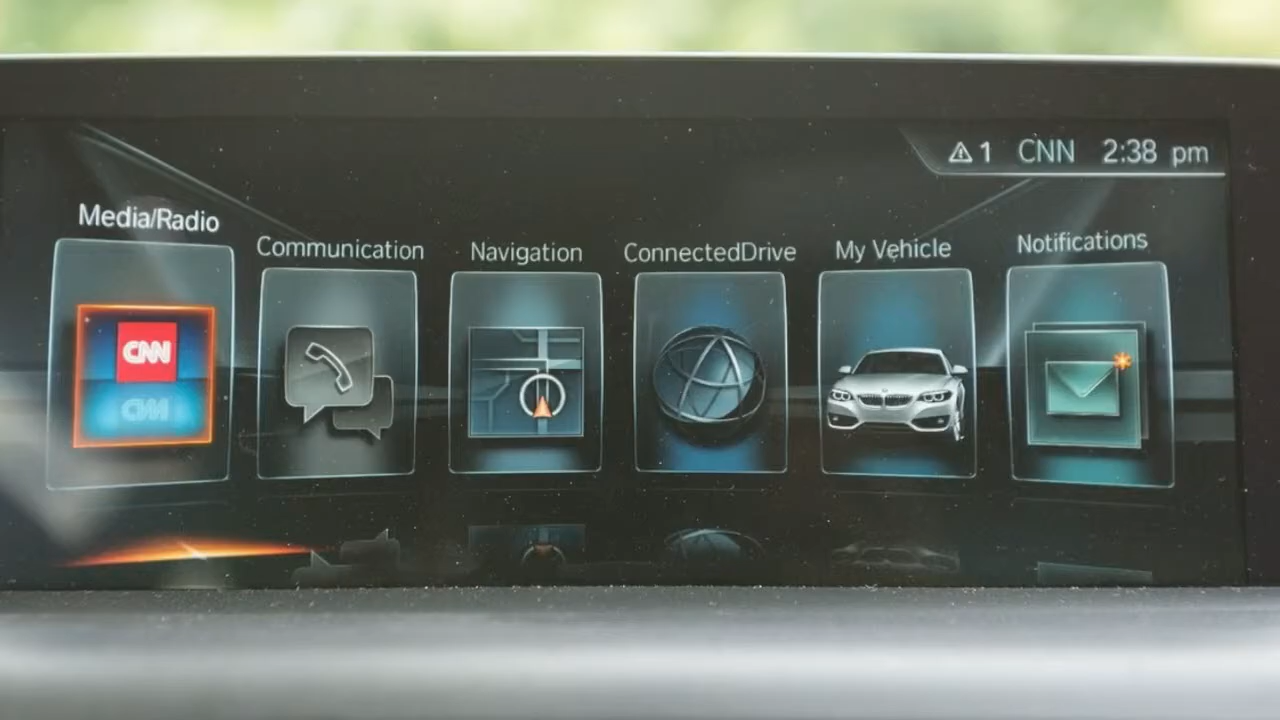 1 CNN 2:38 pm
Media/Radio
Communication
Navigation
ConnectedDrive
My Vehicle
Notifications
CNN
CNN